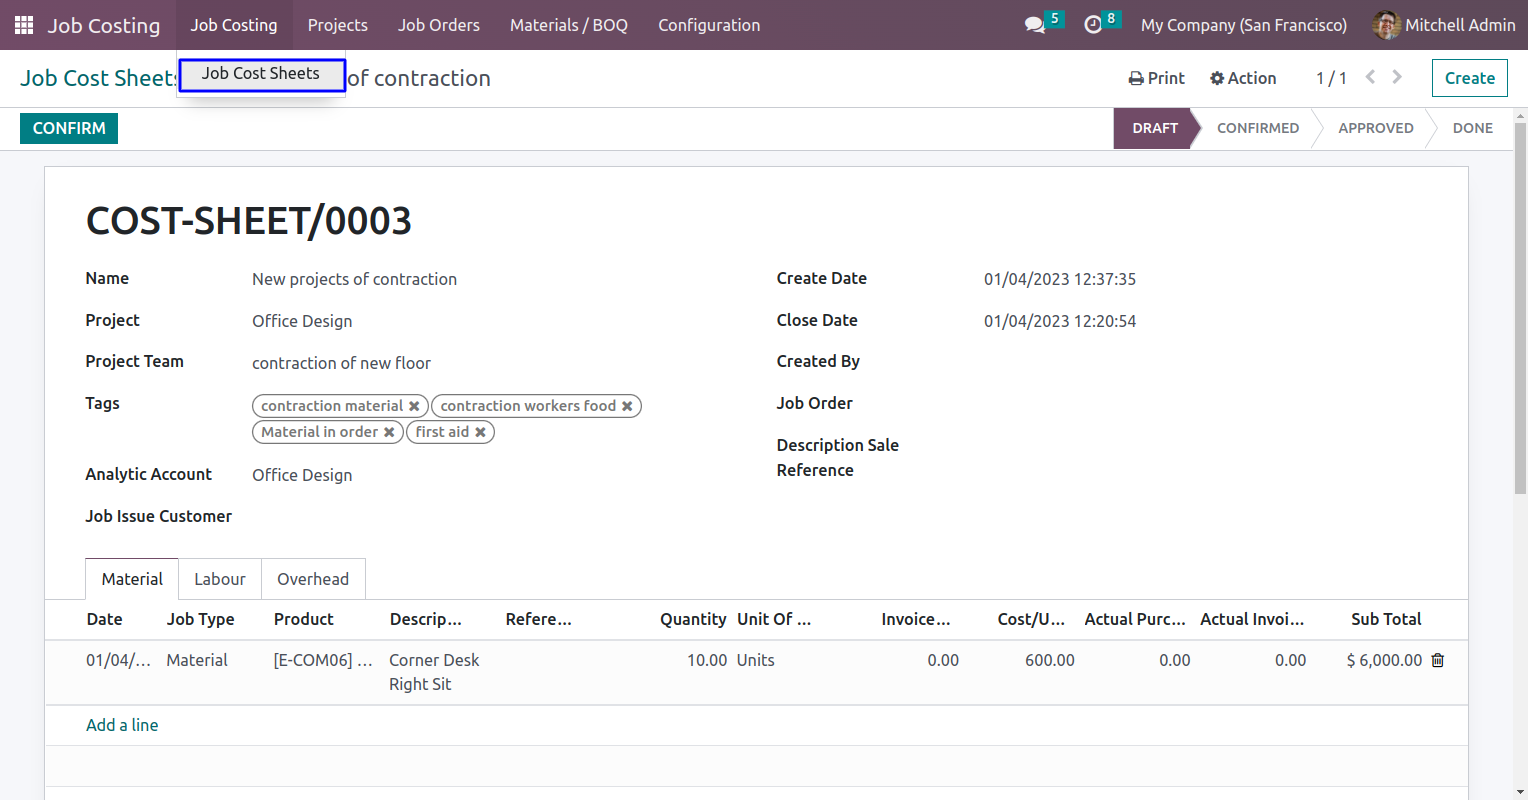 Job Costing Job Costing Projects Job Orders Materials / BOQ Configuration 5 8 My Company (San Francisco) Mitchell Admin
Job Cost Sheets Job Cost Sheets of contraction Print Action 1 / 1 Create
CONFIRM DRAFT CONFIRMED APPROVED DONE
COST-SHEET/0003
Name New projects of contraction Create Date 01/04/2023 12:37:35
Project Office Design Close Date 01/04/2023 12:20:54
Project Team contraction of new floor Created By
Tags contraction material ✖ contraction workers food ✖ Job Order
Material in order ✖ first aid ✖
Description Sale
Reference
Analytic Account Office Design
Job Issue Customer
Material Labour Overhead
Date Job Type Product Descrip... Refere... Quantity Unit Of ... Invoice... Cost/U... Actual Purc... Actual Invoi... Sub Total
01/04/... Material [E-COM06] ... Corner Desk 10.00 Units 0.00 600.00 0.00 0.00 $ 6,000.00
Right Sit
Add a line